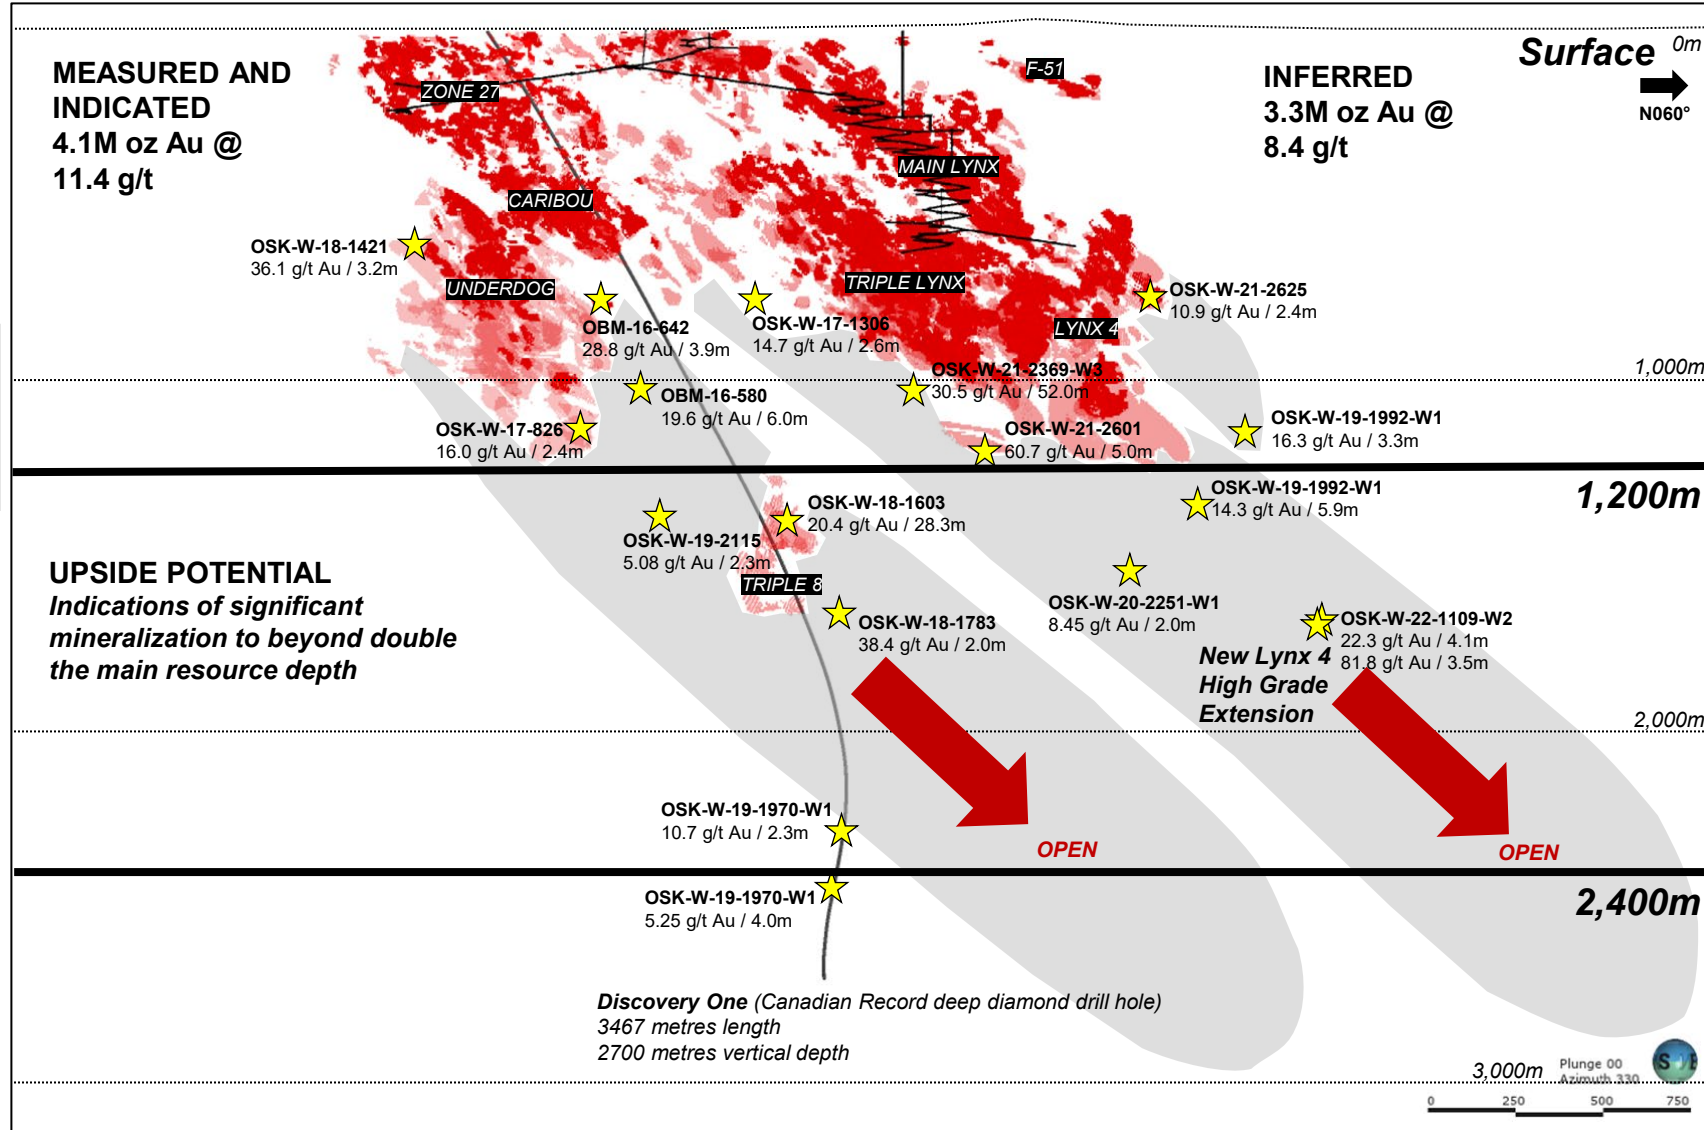 Surface 0m
N060°
MEASURED AND
INDICATED
4.1M oz Au @
11.4 g/t
INFERRED
3.3M oz Au @
8.4 g/t
ZONE 27
F-51
MAIN LYNX
CARIBOU
UNDERDOG
TRIPLE LYNX
LYNX 4
OSK-W-18-1421
36.1 g/t Au / 3.2m
OBM-16-642
28.8 g/t Au / 3.9m
OSK-W-17-1306
14.7 g/t Au / 2.6m
OSK-W-21-2625
10.9 g/t Au / 2.4m
1,000m
OSK-W-21-2369-W3
30.5 g/t Au / 52.0m
OBM-16-580
19.6 g/t Au / 6.0m
OSK-W-17-826
16.0 g/t Au / 2.4m
OSK-W-21-2601
60.7 g/t Au / 5.0m
OSK-W-19-1992-W1
16.3 g/t Au / 3.3m
1,200m
OSK-W-19-1992-W1
14.3 g/t Au / 5.9m
OSK-W-18-1603
20.4 g/t Au / 28.3m
OSK-W-19-2115
5.08 g/t Au / 2.3m
TRIPLE 8
UPSIDE POTENTIAL
Indications of significant
mineralization to beyond double
the main resource depth
OSK-W-18-1783
38.4 g/t Au / 2.0m
OSK-W-20-2251-W1
8.45 g/t Au / 2.0m
OSK-W-22-1109-W2
22.3 g/t Au / 4.1m
81.8 g/t Au / 3.5m
New Lynx 4
High Grade
Extension
2,000m
OSK-W-19-1970-W1
10.7 g/t Au / 2.3m
OPEN
OPEN
2,400m
OSK-W-19-1970-W1
5.25 g/t Au / 4.0m
Discovery One (Canadian Record deep diamond drill hole)
3467 metres length
2700 metres vertical depth
3,000m
Plunge 00
Azimuth 330
0 250 500 750